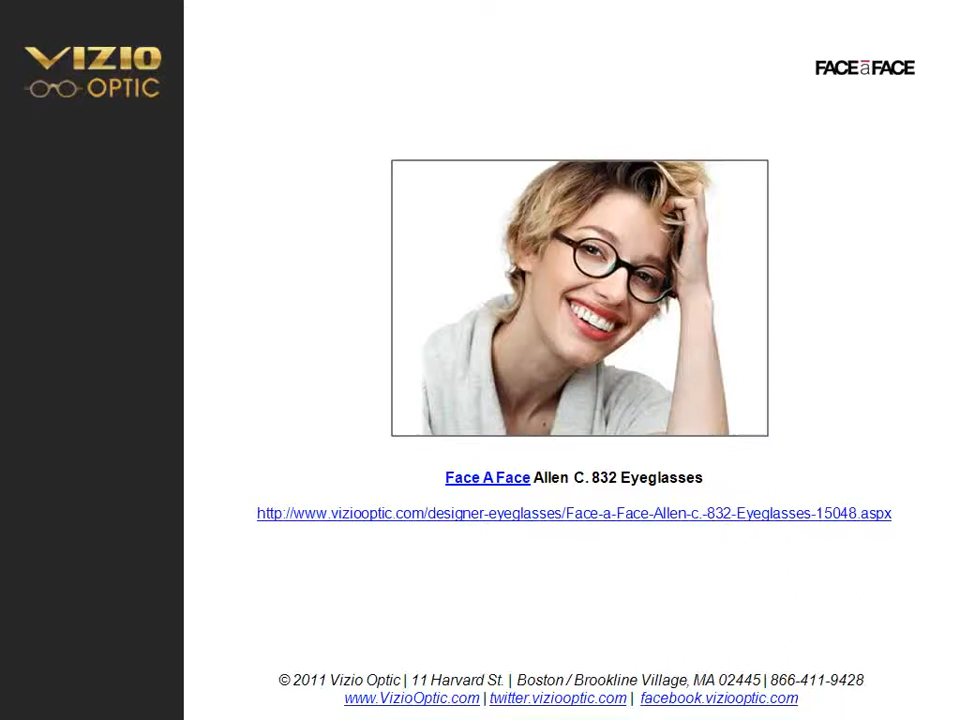 VIZIO
OPTIC
FACE à FACE
Face A Face Allen C. 832 Eyeglasses
http://www.viziooptic.com/designer-eyeglasses/Face-a-Face-Allen-c.-832-Eyeglasses-15048.aspx
© 2011 Vizio Optic | 11 Harvard St. | Boston / Brookline Village, MA 02445 | 866-411-9428
www.VizioOptic.com | twitter.viziooptic.com | facebook.viziooptic.com